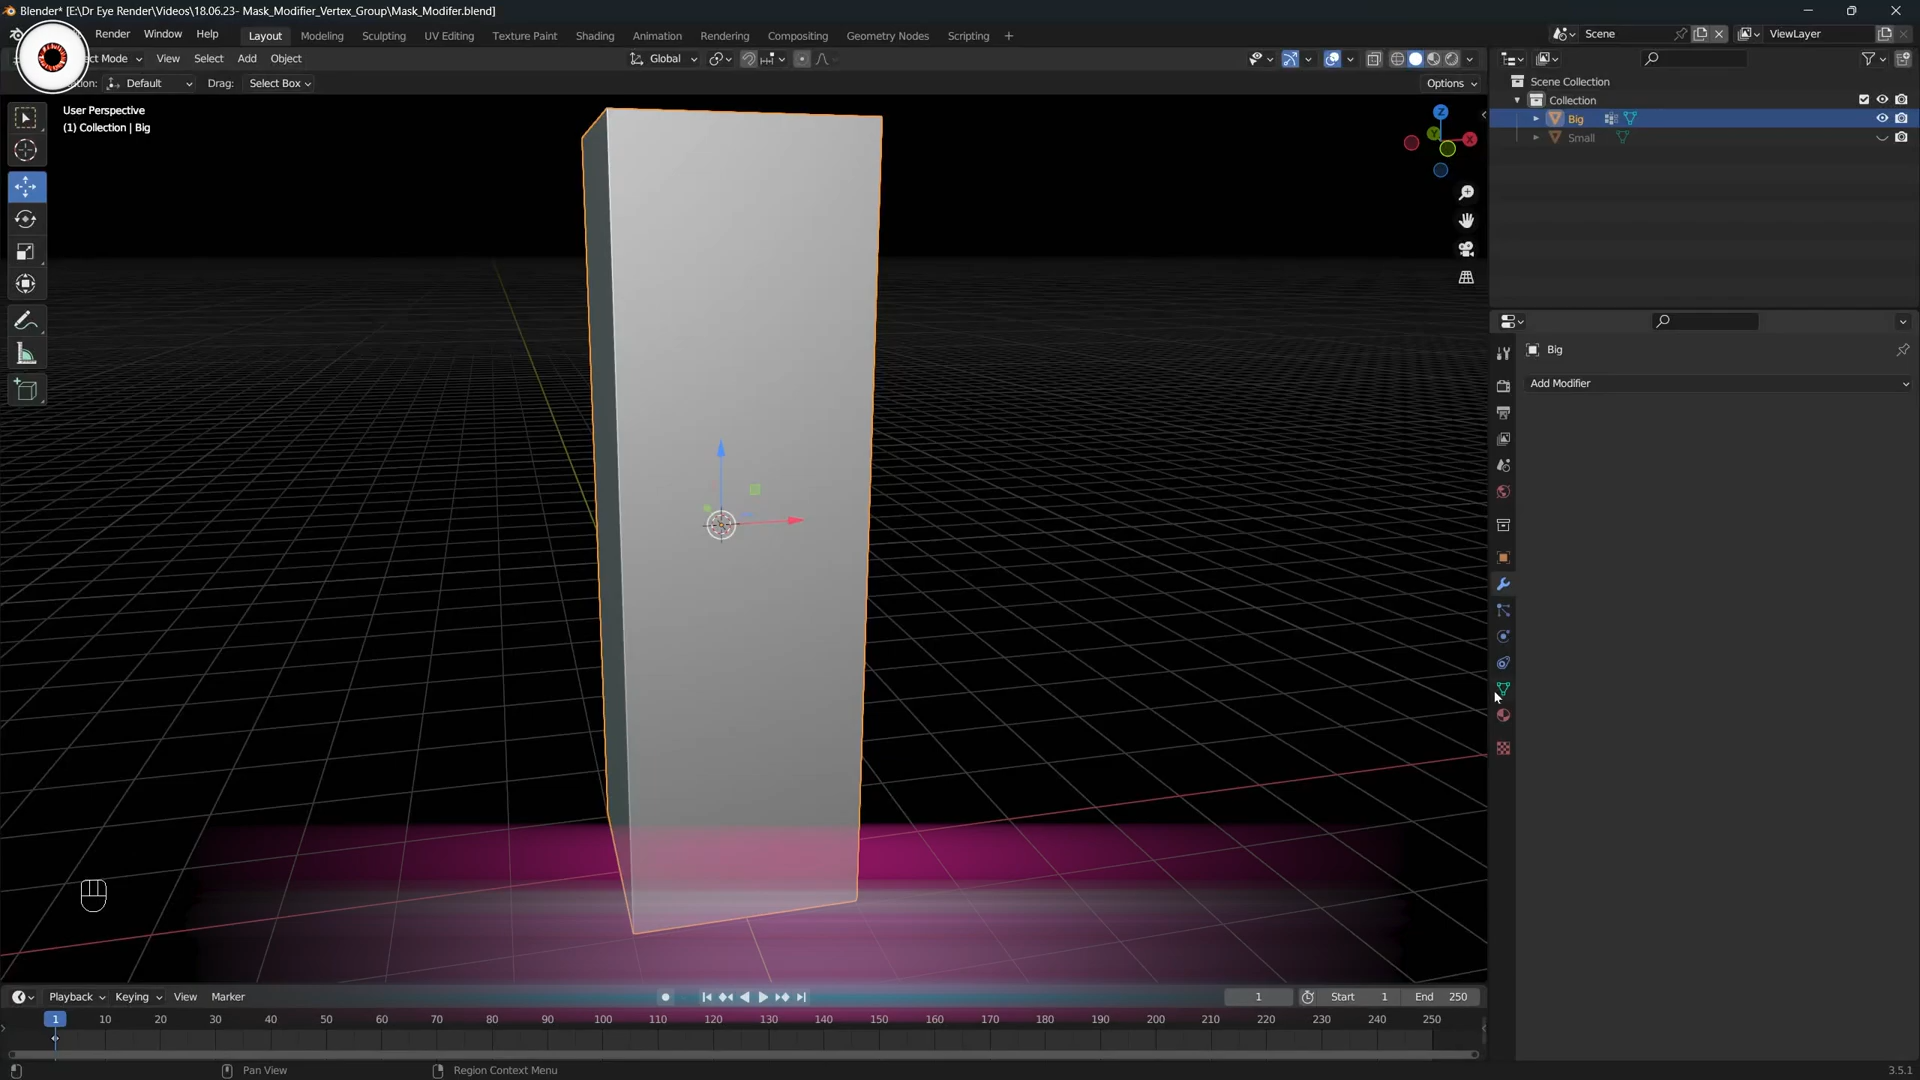 Blender* [E:\Dr Eye Render\Videos\18.06.23- Mask_Modifier_Vertex_Group\Mask_Modifer.blend]
Render Window Help Layout Modeling Sculpting UV Editing Texture Paint Shading Animation Rendering Compositing Geometry Nodes Scripting + Scene ViewLayer
ct Mode View Select Add Object Global
Default Drag: Select Box Options
User Perspective
(1) Collection | Big
Z
Y
X
Scene Collection
Collection
Big
Small
Big
Add Modifier
Playback Keying View Marker 1 Start 1 End 250
1 10 20 30 40 50 60 70 80 90 100 110 120 130 140 150 160 170 180 190 200 210 220 230 240 250
Pan View Region Context Menu 3.5.1